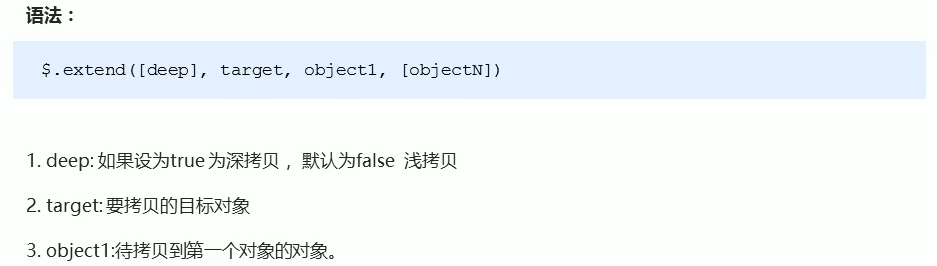 语法：
$.extend([deep], target, object1, [objectN])
1. deep: 如果设为true 为深拷贝， 默认为false 浅拷贝
2. target: 要拷贝的目标对象
3. object1:待拷贝到第一个对象的对象。